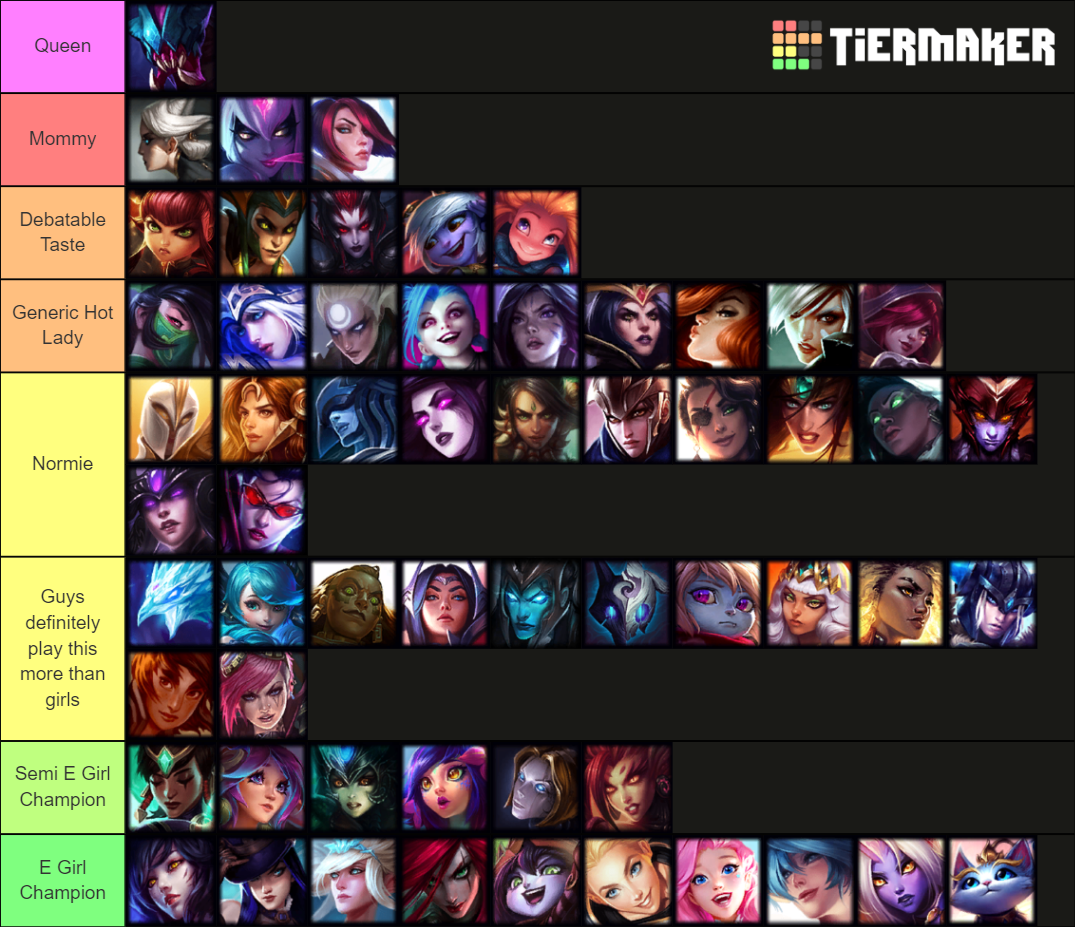 Queen
TiERMAKER
Mommy
Debatable
Taste
Generic Hot
Lady
Normie
Guys
definitely
play this
more than
girls
Semi E Girl
Champion
E Girl
Champion